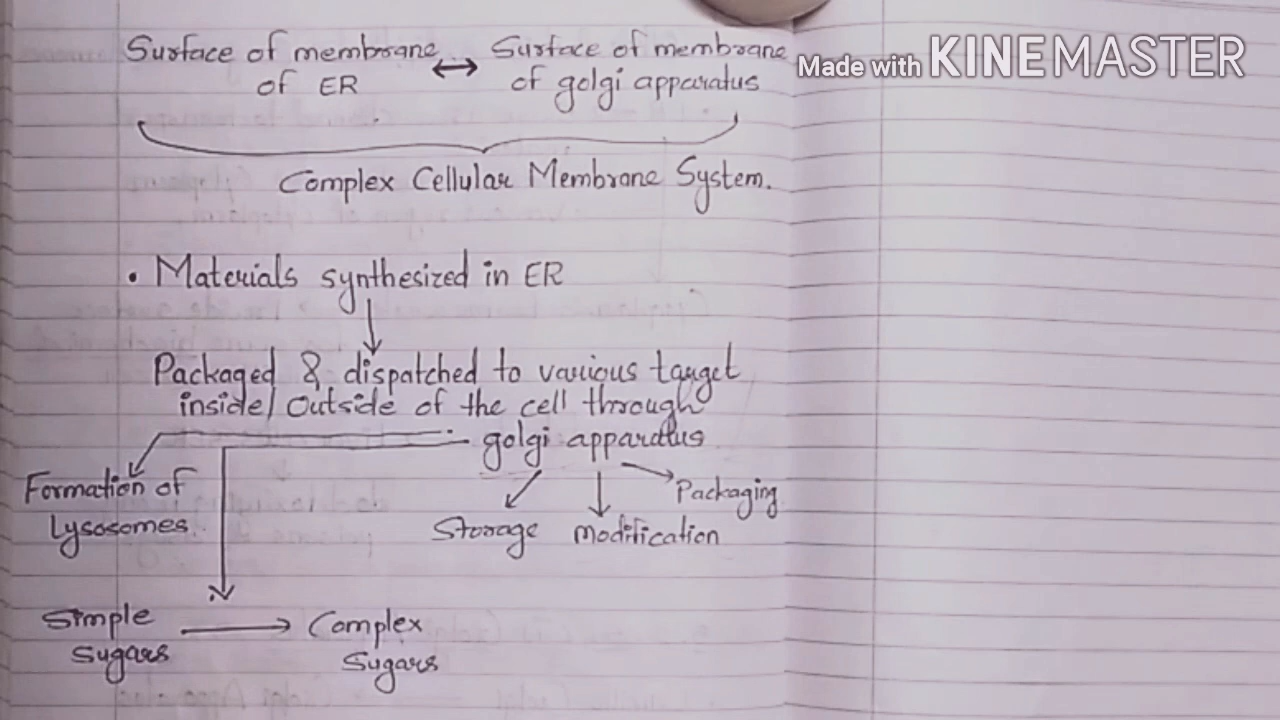 Surface of membrane ↔ Surface of membrane
of ER of golgi apparatus
Made with KINEMASTER
Complex Cellular Membrane System.
• Materials synthesized in ER
Packaged & dispatched to various target
inside/outside of the cell through
golgi apparatus
Formation of
Lysosomes.
Storage
modification
Packaging
Simple
sugars
→
Complex
sugars